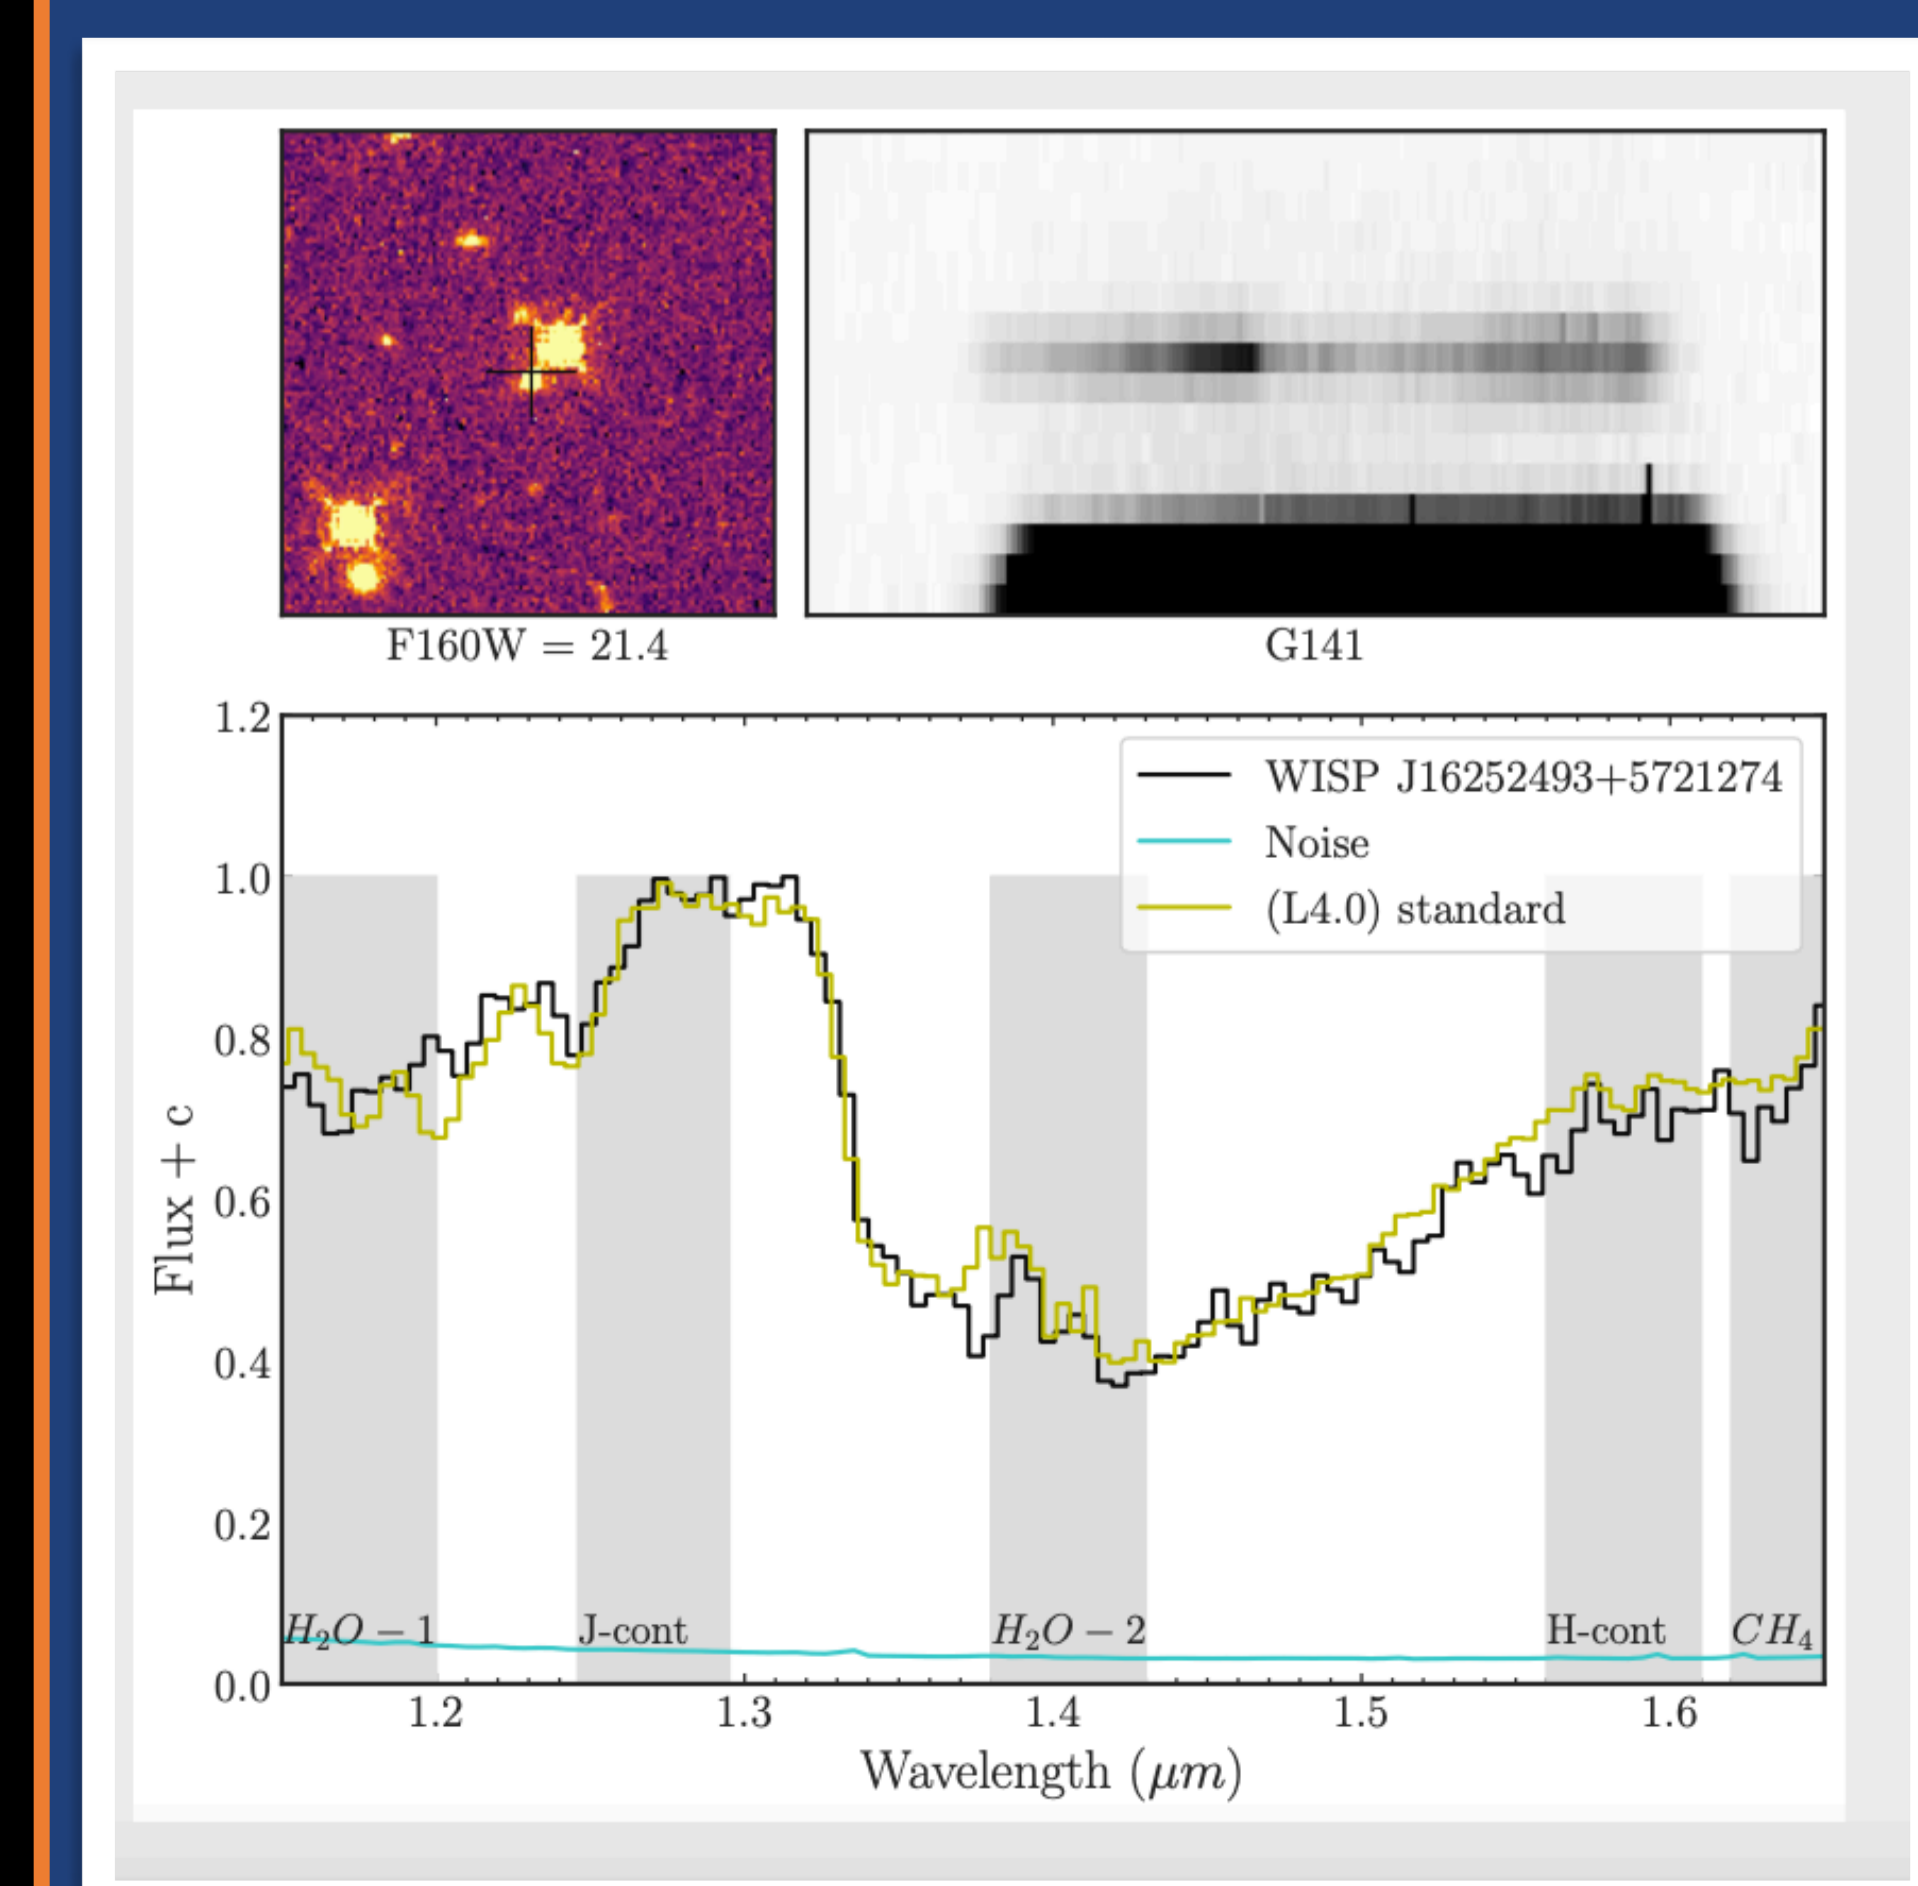 F160W = 21.4
G141
WISP J16252493+5721274
Noise
(L4.0) standard
1.2
1.0
0.8
0.6
0.4
0.2
0.0
Flux + c
H₂O − 1
J-cont
H₂O − 2
H-cont
CH₄
1.2 1.3 1.4 1.5 1.6
Wavelength (μm)